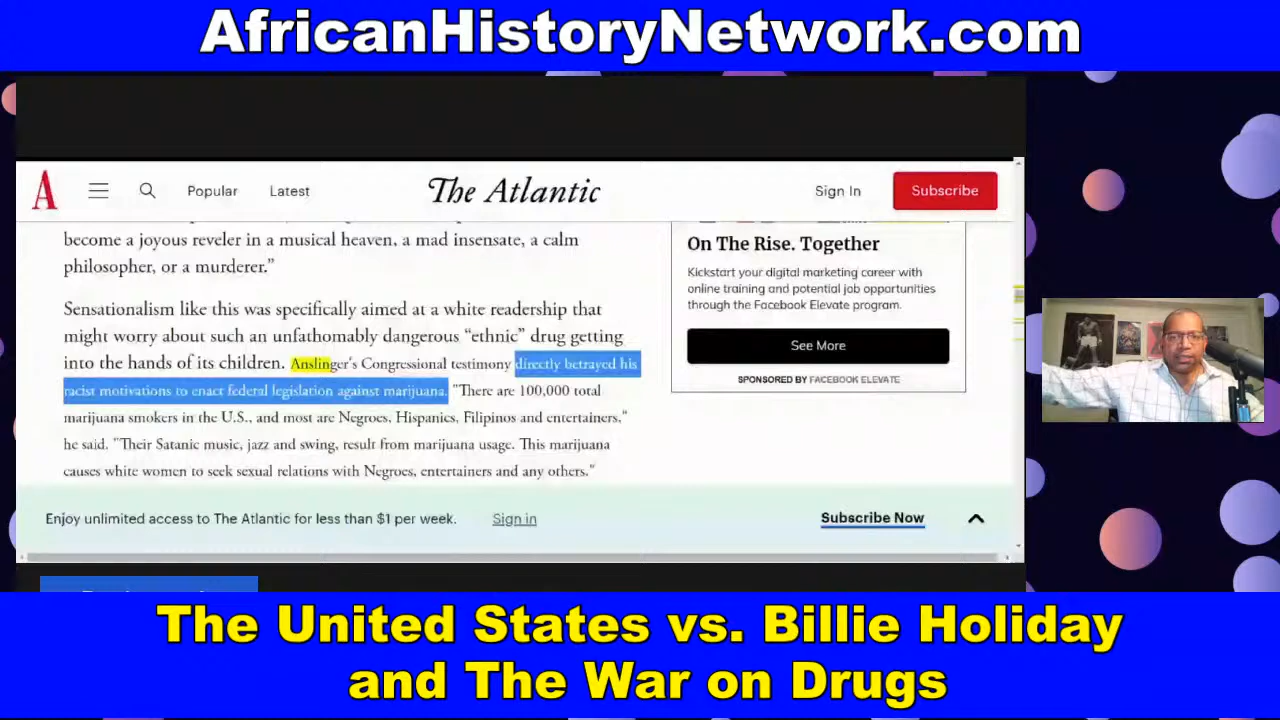 AfricanHistoryNetwork.com
A
Popular
Latest
The Atlantic
Sign In
Subscribe
become a joyous reveler in a musical heaven, a mad insensate, a calm
philosopher, or a murderer.”
Sensationalism like this was specifically aimed at a white readership that
might worry about such an unfathomably dangerous “ethnic” drug getting
into the hands of its children. Anslinger's Congressional testimony directly betrayed his
racist motivations to enact federal legislation against marijuana. "There are 100,000 total
marijuana smokers in the U.S., and most are Negroes, Hispanics, Filipinos and entertainers,"
he said. "Their Satanic music, jazz and swing, result from marijuana usage. This marijuana
causes white women to seek sexual relations with Negroes, entertainers and any others."
On The Rise. Together
Kickstart your digital marketing career with
online training and potential job opportunities
through the Facebook Elevate program.
See More
SPONSORED BY FACEBOOK ELEVATE
Enjoy unlimited access to The Atlantic for less than $1 per week.
Sign in
Subscribe Now
The United States vs. Billie Holiday
and The War on Drugs